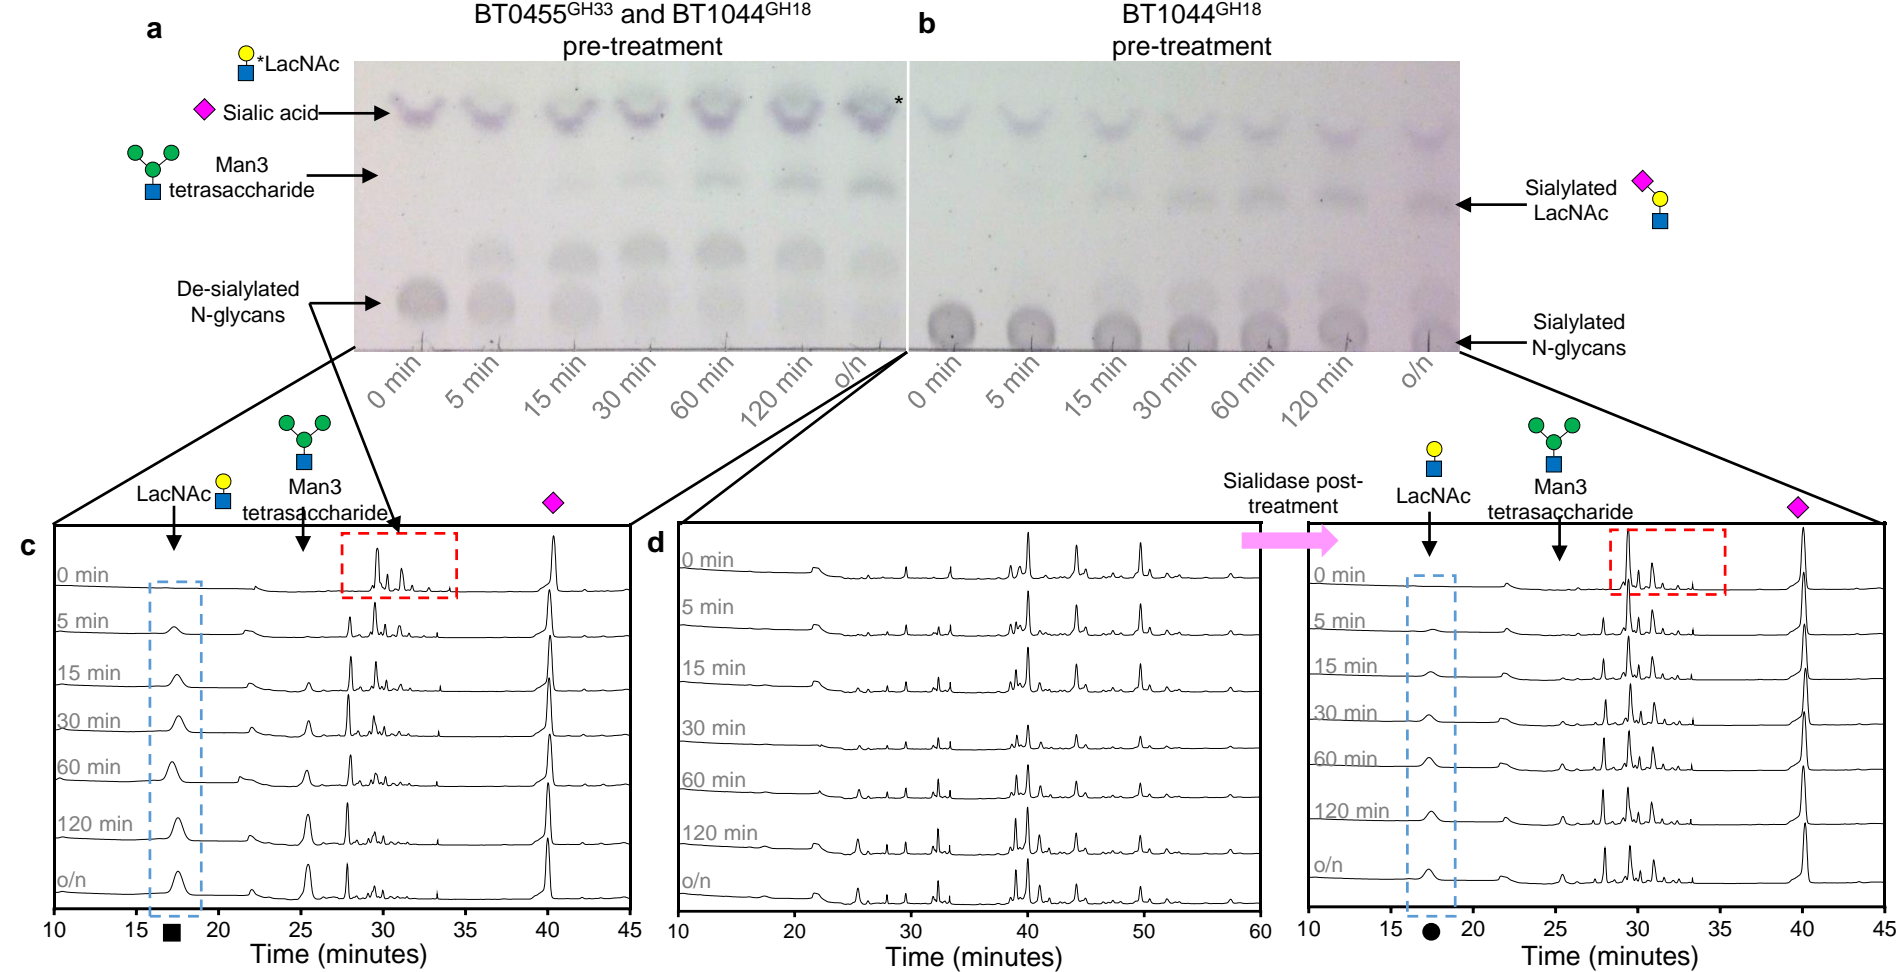 a
BT0455GH33 and BT1044GH18
pre-treatment
b
BT1044GH18
pre-treatment
*LacNAc
Sialic acid
*
Man3
tetrasaccharide
De-sialylated
N-glycans
Sialylated
LacNAc
Sialylated
N-glycans
0 min
5 min
15 min
30 min
60 min
120 min
o/n
0 min
5 min
15 min
30 min
60 min
120 min
o/n
c
LacNAc
Man3
tetrasaccharide
0 min
5 min
15 min
30 min
60 min
120 min
o/n
10 15 20 25 30 35 40 45
Time (minutes)
d
0 min
5 min
15 min
30 min
60 min
120 min
o/n
10 20 30 40 50 60
Time (minutes)
Sialidase post-
treatment
LacNAc
Man3
tetrasaccharide
0 min
5 min
15 min
30 min
60 min
120 min
o/n
10 15 20 25 30 35 40 45
Time (minutes)